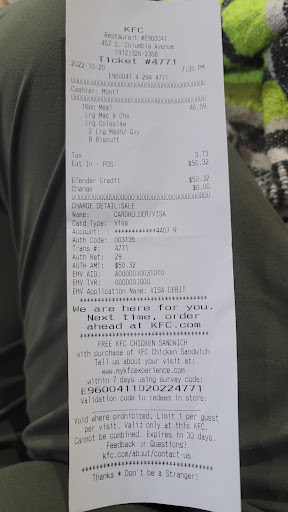 KFC
Restaurant #E960041
457 S. Columbia Avenue
(912)826-2066
Ticket #4771
2022-10-20 7:35 PM
E960041 4 294 4771
Cashier: Monti
16pc Meal 46.59
Lrg Mac & Chs
Lrg Coleslaw
2 Lrg Mash/ Gvy
8 Biscuit
Tax 3.73
Eat In POS $50.32
Elender Credit $50.32
Change $0.00
CHARGE DETAIL:SALE
Name: CARDHOLDER/VISA
Card Type: Visa
Account: ************4407 R
Auth Code: 003135
Trans #: 4771
Auth Ref: 29
AUTH AMT: $50.32
EMV AID: A0000000031010
EMV TVR: 0000000000
EMV Application Name: VISA DEBIT
************************************
We are here for you.
Next time, order
ahead at KFC.com
************************************
FREE KFC CHICKEN SANDWICH
with purchase of KFC Chicken Sandwich
Tell us about your visit at:
www.mykfcexperience.com
within 7 days using survey code:
E9600411020224771
Validation code to redeem in store:
Void where prohibited, Limit 1 per guest
per visit. Valid only at this KFC.
Cannot be combined. Expires in 30 days.
Feedback or Questions?
kfc.com/about/contact-us
************************************
Thanks * Don't be a Stranger!